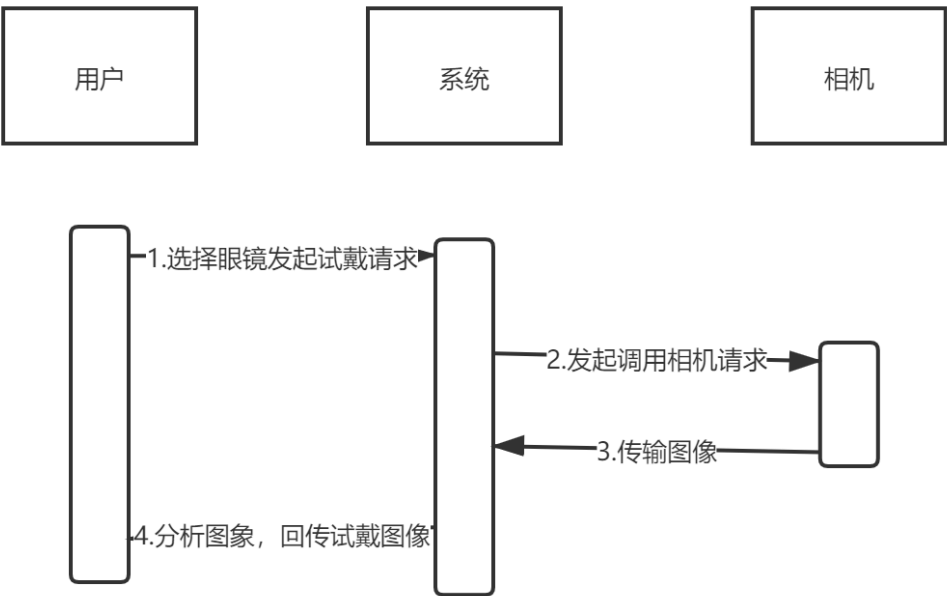 用户
系统
相机
1.选择眼镜发起试戴请求
2.发起调用相机请求
3.传输图像
4.分析图象，回传试戴图像